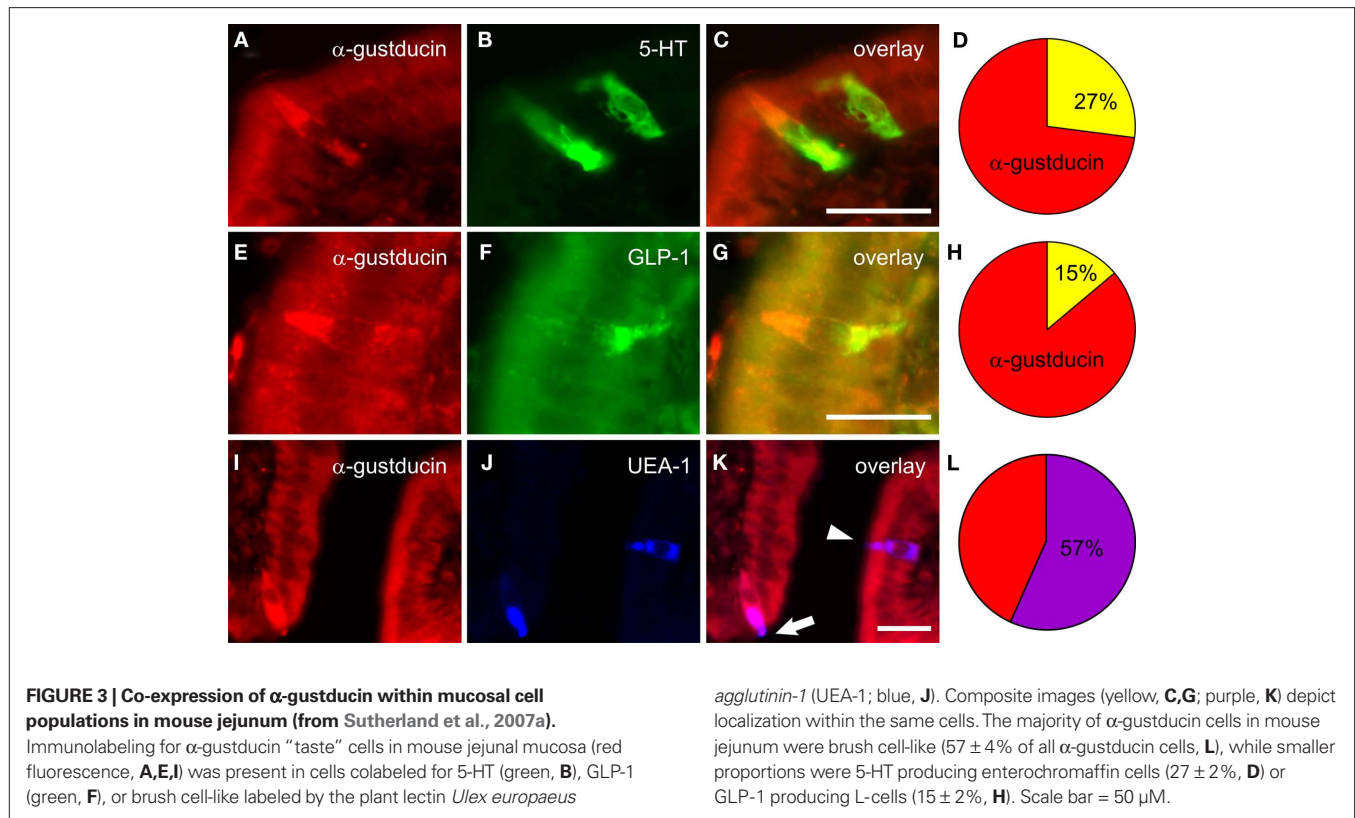 A
α-gustducin
B
5-HT
C
overlay
D
27%
α-gustducin
E
α-gustducin
F
GLP-1
G
overlay
H
15%
α-gustducin
I
α-gustducin
J
UEA-1
K
overlay
L
57%
FIGURE 3 | Co-expression of α-gustducin within mucosal cell
populations in mouse jejunum (from Sutherland et al., 2007a).
Immunolabeling for α-gustducin “taste” cells in mouse jejunal mucosa (red
fluorescence, A,E,I) was present in cells colabeled for 5-HT (green, B), GLP-1
(green, F), or brush cell-like labeled by the plant lectin Ulex europaeus
agglutinin-1 (UEA-1; blue, J). Composite images (yellow, C,G; purple, K) depict
localization within the same cells. The majority of α-gustducin cells in mouse
jejunum were brush cell-like (57 ± 4% of all α-gustducin cells, L), while smaller
proportions were 5-HT producing enterochromaffin cells (27 ± 2%, D) or
GLP-1 producing L-cells (15 ± 2%, H). Scale bar = 50 μM.